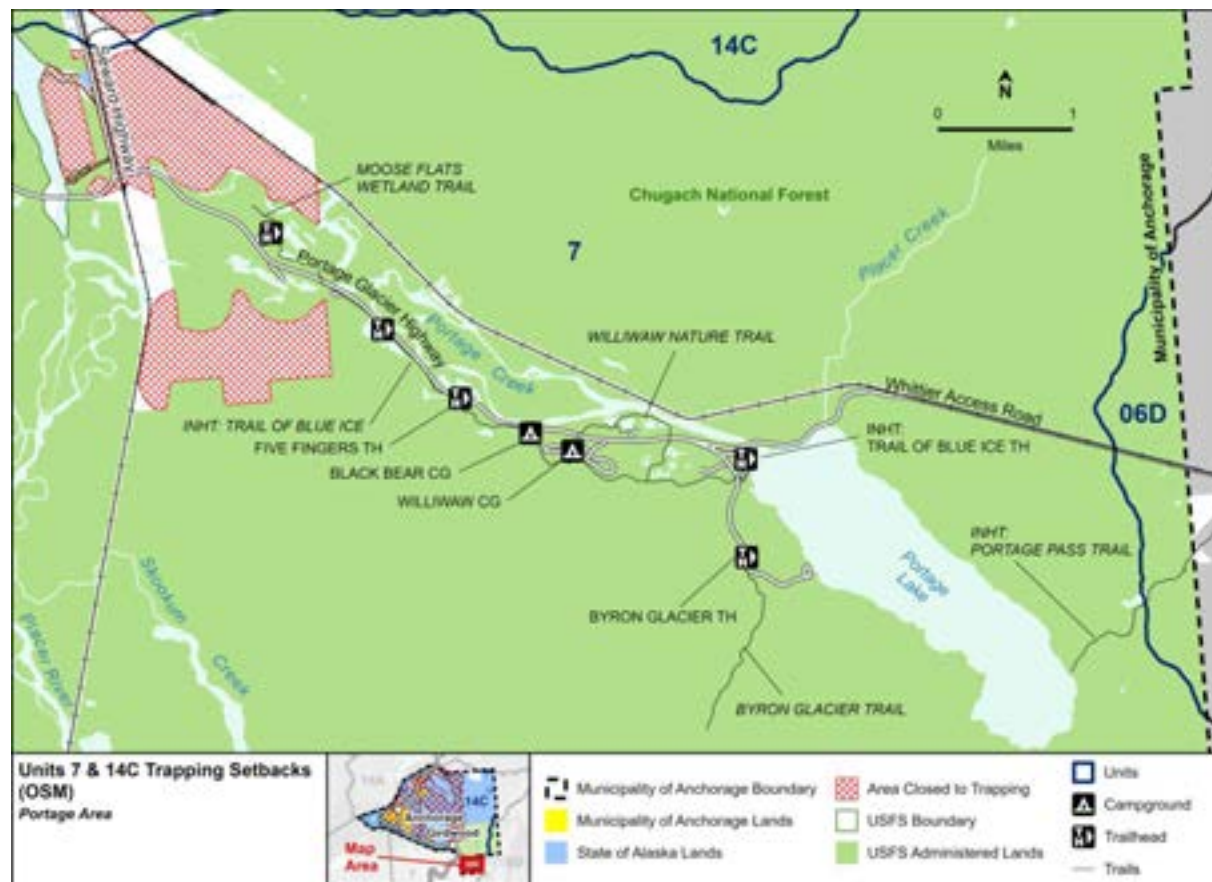 14C
N
0 1
Miles
Seward Highway
MOOSE FLATS
WETLAND TRAIL
Chugach National Forest
Placer Creek
Municipality of Anchorage
7
Portage Glacier Highway
Portage
Creek
WILLIWAW NATURE TRAIL
Whittier Access Road
06D
INHT: TRAIL OF BLUE ICE
FIVE FINGERS TH
BLACK BEAR CG
WILLIWAW CG
INHT:
TRAIL OF BLUE ICE TH
INHT:
PORTAGE PASS TRAIL
Portage
Lake
BYRON GLACIER TH
BYRON GLACIER TRAIL
Skookum
Creek
Placer River
Units 7 & 14C Trapping Setbacks
(OSM)
Portage Area
14C
Anchorage
Girdwood
Map
Area
Municipality of Anchorage Boundary
Municipality of Anchorage Lands
State of Alaska Lands
Area Closed to Trapping
USFS Boundary
USFS Administered Lands
Units
Campground
Trailhead
Trails